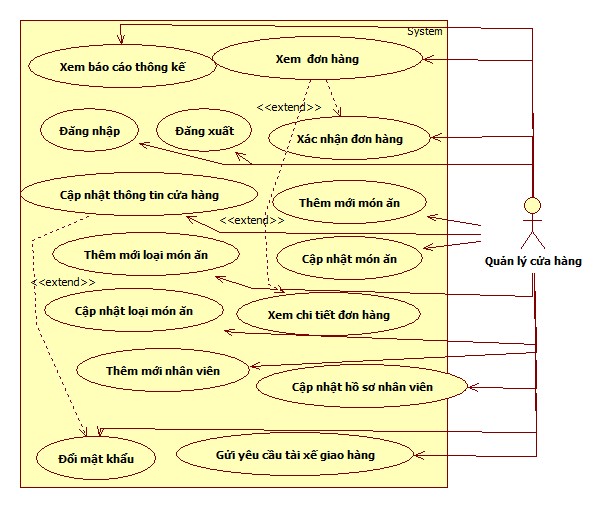 System
Xem báo cáo thông kế
Xem đơn hàng
<<extend>>
Đăng nhập
Đăng xuất
Xác nhận đơn hàng
Cập nhật thông tin cửa hàng
Thêm mới món ăn
<<extend>>
Thêm mới loại món ăn
Cập nhật món ăn
Quản lý cửa hàng
<<extend>>
Cập nhật loại món ăn
Xem chi tiết đơn hàng
Thêm mới nhân viên
Cập nhật hồ sơ nhân viên
Đổi mật khẩu
Gửi yêu cầu tài xế giao hàng